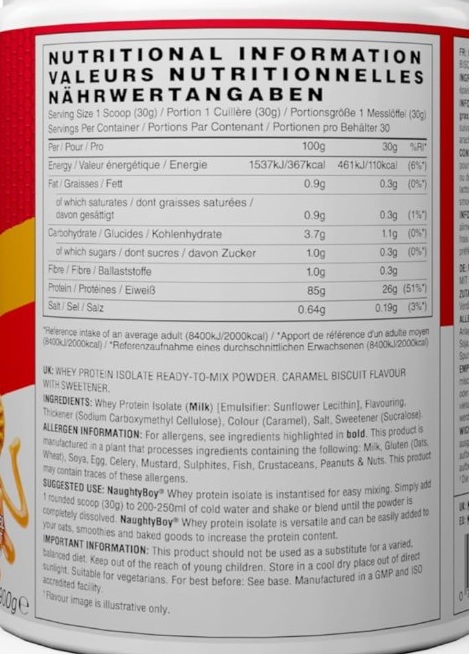 NUTRITIONAL INFORMATION
VALEURS NUTRITIONNELLES
NÄHRWERTANGABEN
Serving Size 1 Scoop (30g) / Portion 1 Cuillère (30g) / Portionsgröße 1 Messlöffel (30g)
Servings Per Container / Portions Par Contenant / Portionen pro Behälter 30
Per / Pour / Pro 100g 30g %RI*
Energy / Valeur énergétique / Energie 1537kJ/367kcal 461kJ/110kcal (6%*)
Fat / Graisses / Fett 0.9g 0.3g (0%*)
of which saturates / dont graisses saturées /
davon gesättigt 0.9g 0.3g (1%*)
Carbohydrate / Glucides / Kohlenhydrate 3.7g 1.1g (0%*)
of which sugars / dont sucres / davon Zucker 1.0g 0.3g (0%*)
Fibre / Fibre / Ballaststoffe 1.0g 0.3g
Protein / Protéines / Eiweiß 85g 26g (51%*)
Salt / Sel / Salz 0.64g 0.19g (3%*)
*Reference intake of an average adult (8400kJ/2000kcal) / *Apport de référence d'un adulte moyen
(8400kJ/2000kcal) / *Referenzaufnahme eines durchschnittlichen Erwachsenen (8400kJ/2000kcal)
UK: WHEY PROTEIN ISOLATE READY-TO-MIX POWDER. CARAMEL BISCUIT FLAVOUR
WITH SWEETENER.
INGREDIENTS: Whey Protein Isolate (Milk) [Emulsifier: Sunflower Lecithin], Flavouring,
Thickener (Sodium Carboxymethyl Cellulose), Colour (Caramel), Salt, Sweetener (Sucralose).
ALLERGEN INFORMATION: For allergens, see ingredients highlighted in bold. This product is
manufactured in a plant that processes ingredients containing the following: Milk, Gluten (Oats,
Wheat), Soya, Egg, Celery, Mustard, Sulphites, Fish, Crustaceans, Peanuts & Nuts. This product
may contain traces of these allergens.
SUGGESTED USE: NaughtyBoy® Whey protein isolate is instantised for easy mixing. Simply add
1 rounded scoop (30g) to 200-250ml of cold water and shake or blend until the powder is
completely dissolved. NaughtyBoy® Whey protein isolate is versatile and can be easily added to
your oats, smoothies and baked goods to increase the protein content.
IMPORTANT INFORMATION: This product should not be used as a substitute for a varied,
balanced diet. Keep out of the reach of young children. Store in a cool dry place out of direct
sunlight. Suitable for vegetarians. For best before: See base. Manufactured in a GMP and ISO
accredited facility.
*Flavour image is illustrative only.